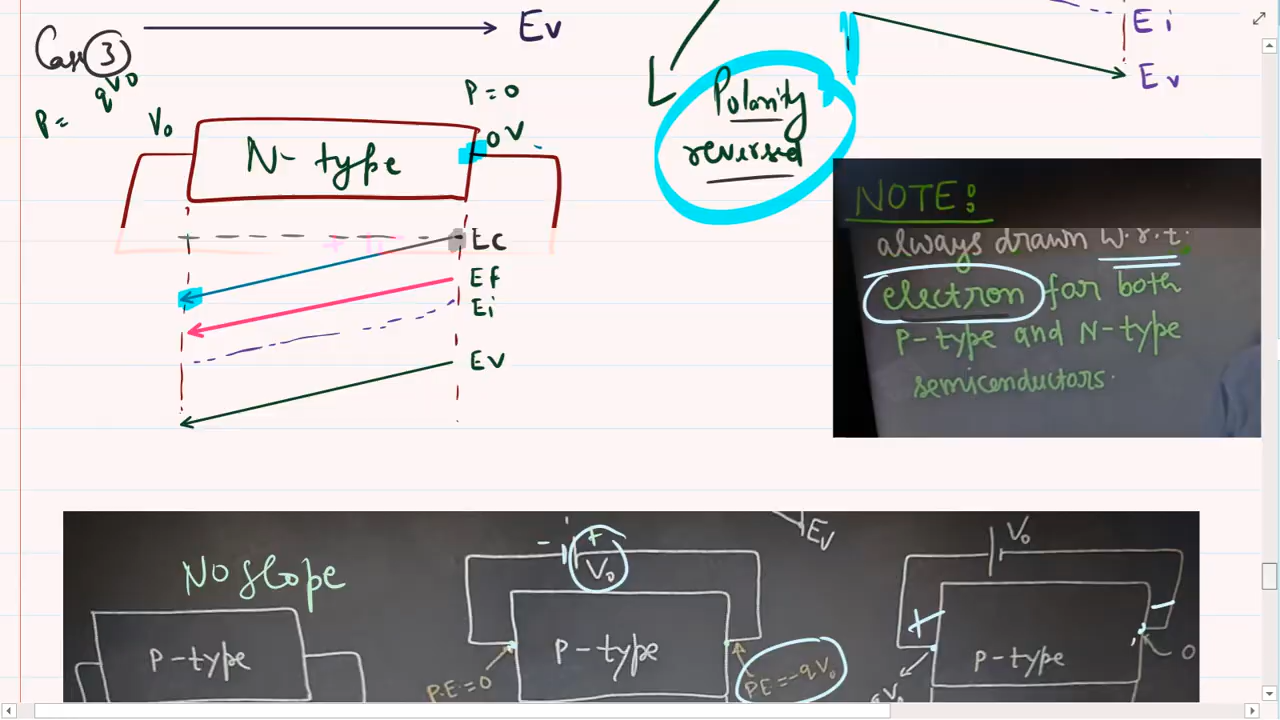 Case 3
Ev
Ei
Ev
P = qV0
V0
P = 0
0V
N- type
Polarity
reversed
Ec
Ef
Ei
Ev
NOTE:
always drawn w.r.t.
electron for both
P-type and N-type
semiconductors.
No slope
P-type
- +
V0
P-type
P.E.=0
PE=-qV0
Ev
V0
+
-
P-type
0